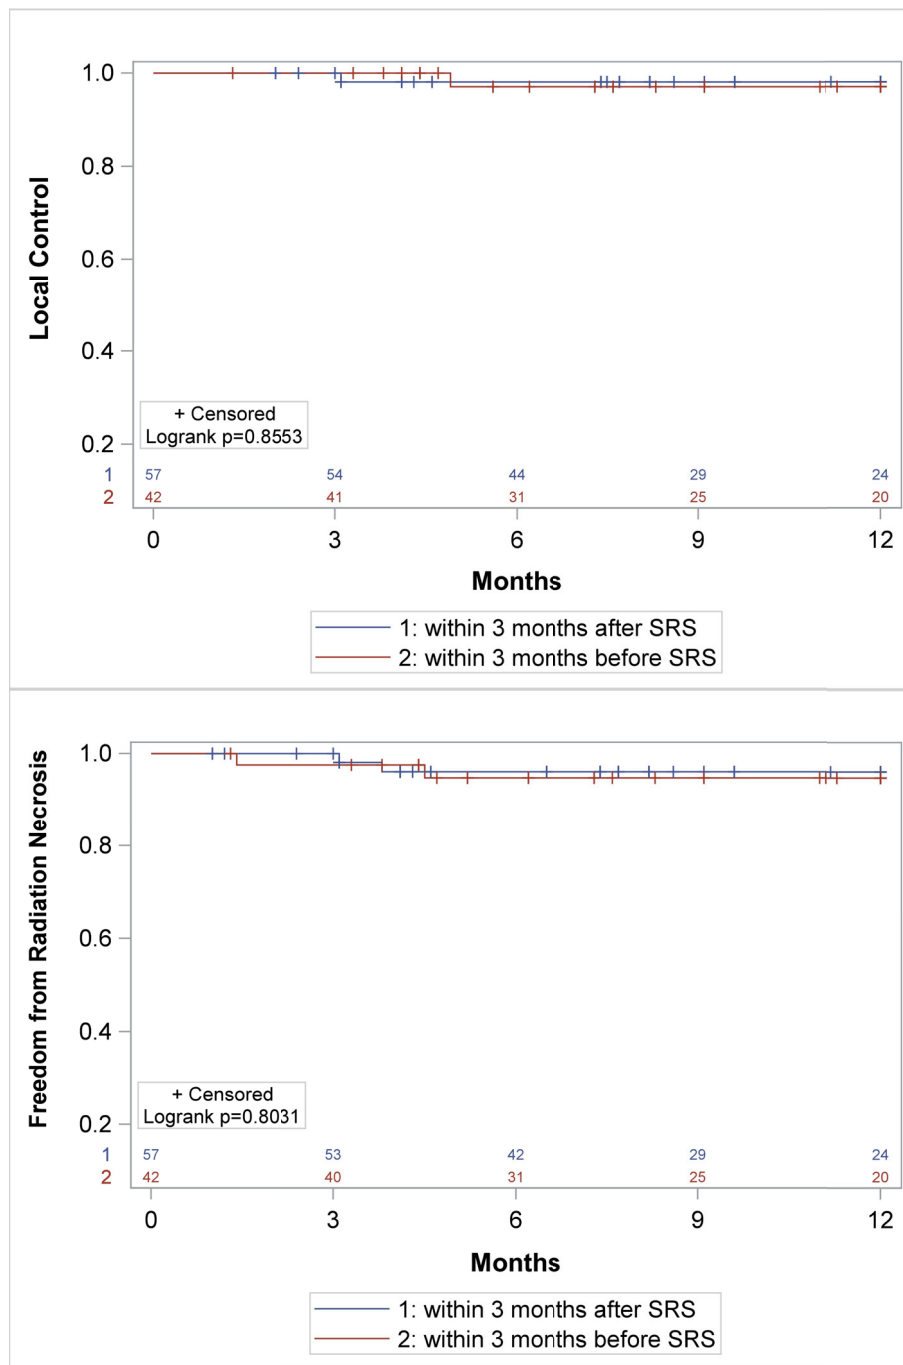 Local Control
1.0
0.8
0.6
0.4
0.2
+ Censored
Logrank p=0.8553
1 57 54 44 29 24
2 42 41 31 25 20
0 3 6 9 12
Months
1: within 3 months after SRS
2: within 3 months before SRS
Freedom from Radiation Necrosis
1.0
0.8
0.6
0.4
0.2
+ Censored
Logrank p=0.8031
1 57 53 42 29 24
2 42 40 31 25 20
0 3 6 9 12
Months
1: within 3 months after SRS
2: within 3 months before SRS